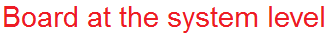 Board at the system level